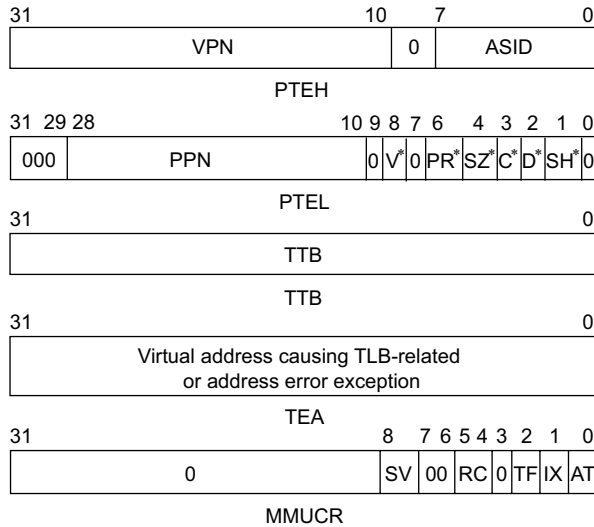 31 10 7 0
VPN 0 ASID
PTEH
31 29 28 10 9 8 7 6 4 3 2 1 0
000 PPN 0 V* 0 PR* SZ* C* D* SH* 0
PTEL
31 0
TTB
TTB
31 0
Virtual address causing TLB-related
or address error exception
TEA
31 8 7 6 5 4 3 2 1 0
0 SV 00 RC 0 TF IX AT
MMUCR